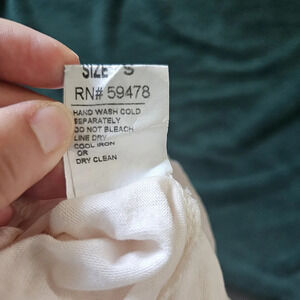 SIZE S
RN# 59478
HAND WASH COLD
SEPARATELY
DO NOT BLEACH
LINE DRY
COOL IRON
OR
DRY CLEAN